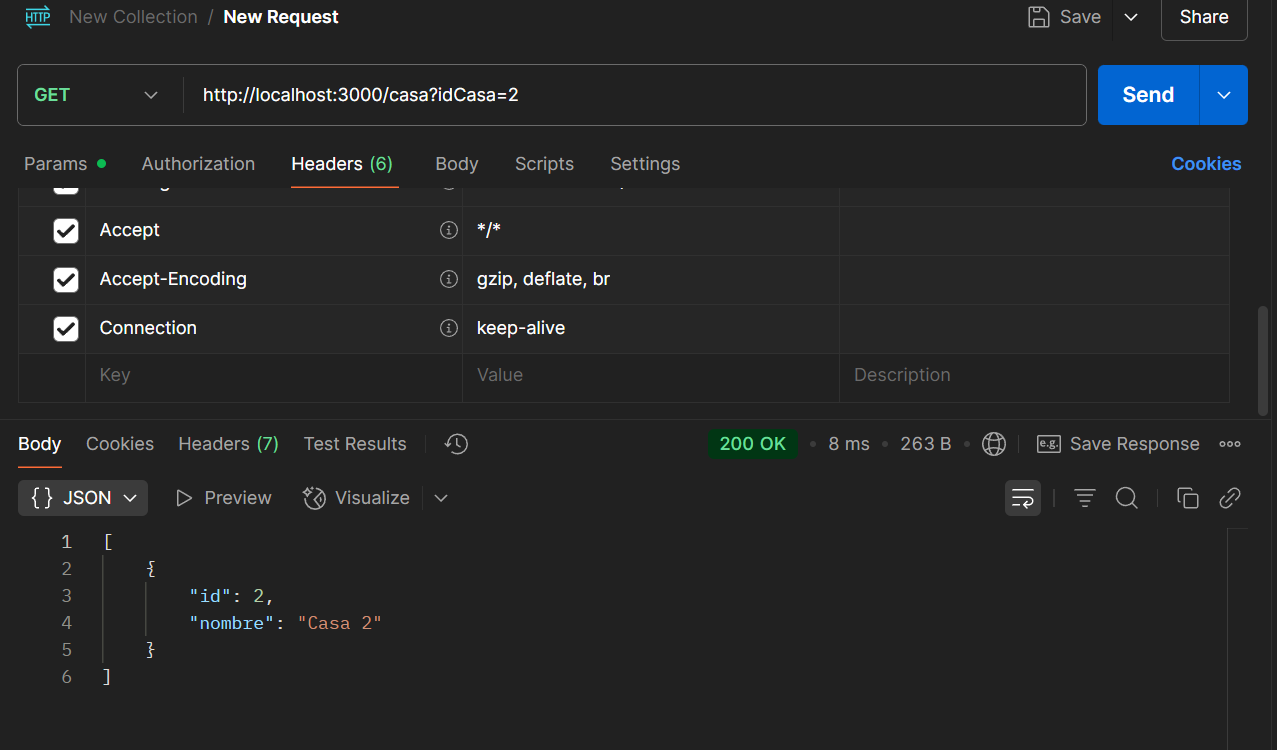 HTTP New Collection / New Request Save Share
GET http://localhost:3000/casa?idCasa=2 Send
Params Authorization Headers (6) Body Scripts Settings Cookies
Accept */*
Accept-Encoding gzip, deflate, br
Connection keep-alive
Key Value Description
Body Cookies Headers (7) Test Results 200 OK • 8 ms • 263 B • e.g. Save Response
{} JSON Preview Visualize
1 [
2 {
3 "id": 2,
4 "nombre": "Casa 2"
5 }
6 ]